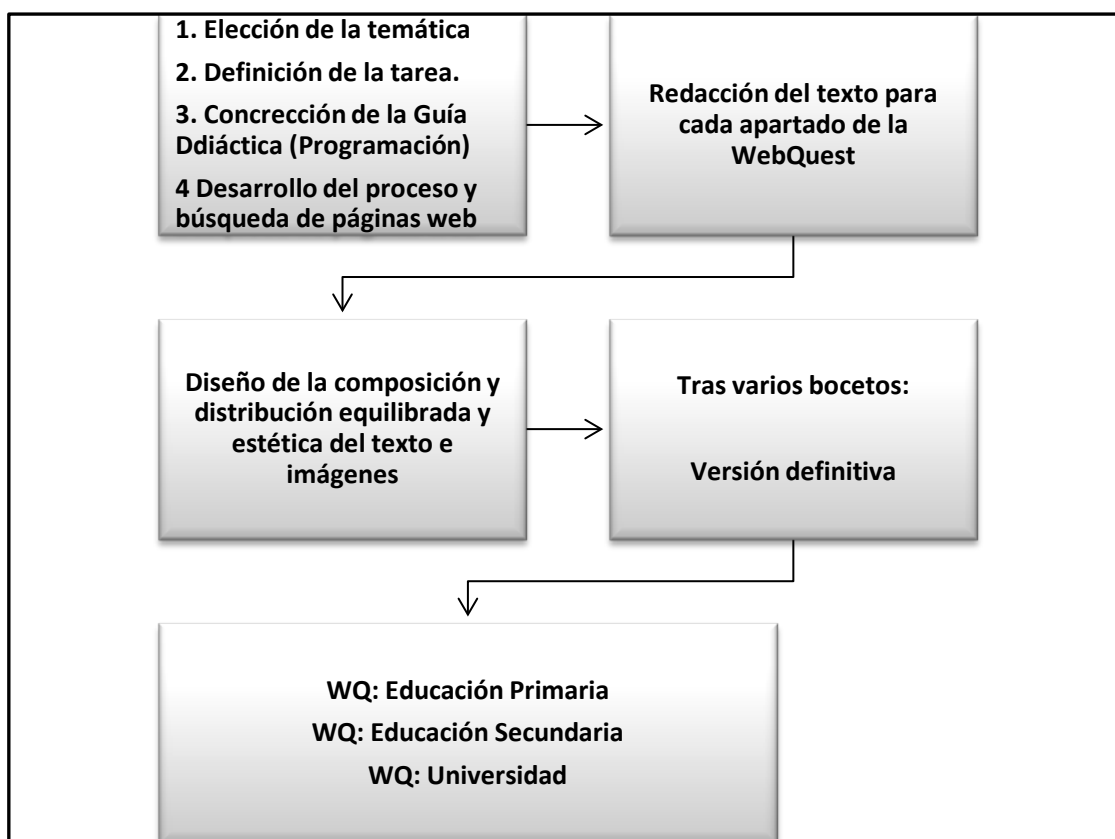 1. Elección de la temática
2. Definición de la tarea.
3. Concrección de la Guía
Ddiáctica (Programación)
4 Desarrollo del proceso y
búsqueda de páginas web
Redacción del texto para
cada apartado de la
WebQuest
Diseño de la composición y
distribución equilibrada y
estética del texto e
imágenes
Tras varios bocetos:
Versión definitiva
WQ: Educación Primaria
WQ: Educación Secundaria
WQ: Universidad